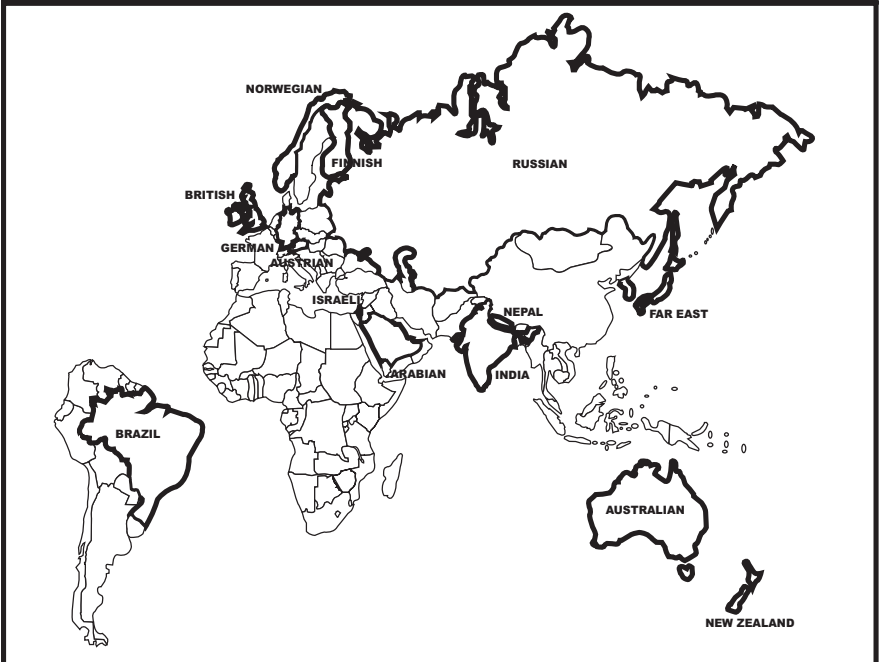 NORWEGIAN
FINNISH
RUSSIAN
BRITISH
GERMAN
AUSTRIAN
ISRAELI
NEPAL
FAR EAST
ARABIAN
INDIA
BRAZIL
AUSTRALIAN
NEW ZEALAND